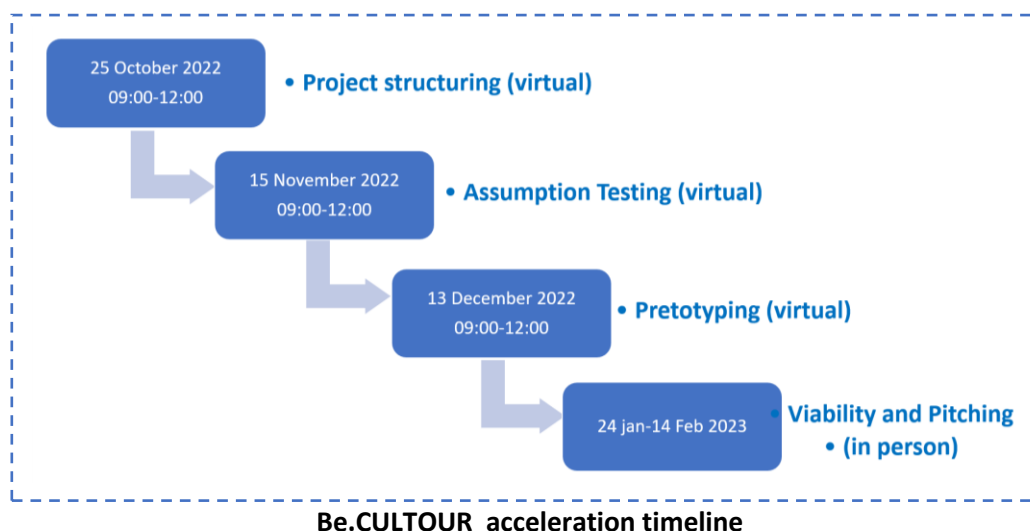 25 October 2022
09:00-12:00
• Project structuring (virtual)
15 November 2022
09:00-12:00
• Assumption Testing (virtual)
13 December 2022
09:00-12:00
• Pretotyping (virtual)
24 jan-14 Feb 2023
• Viability and Pitching
• (in person)
Be.CULTOUR acceleration timeline